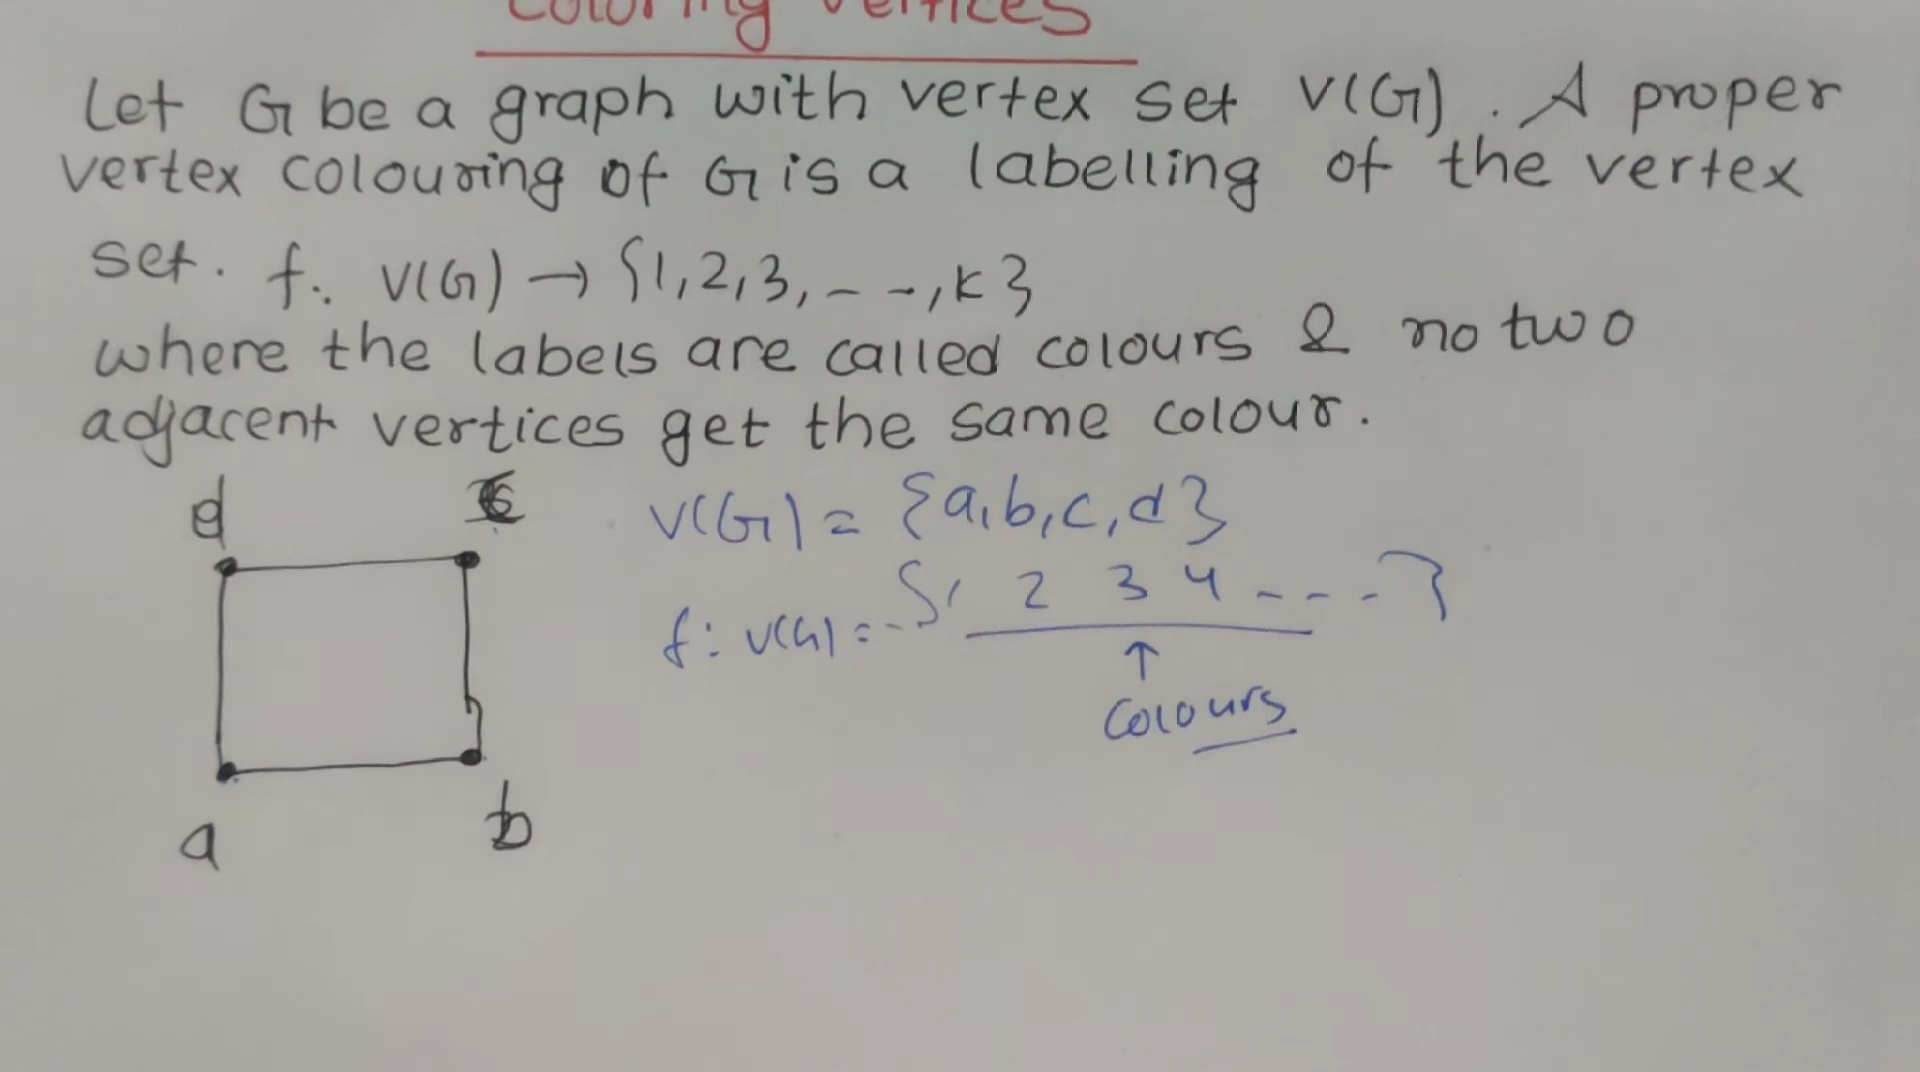 Coloring Vertices
Let G be a graph with vertex set V(G). A proper
vertex colouring of G is a labelling of the vertex
set. f: V(G) → {1,2,3,---,k}
where the labels are called colours & no two
adjacent vertices get the same colour.
d c
V(G) = {a,b,c,d}
f: V(G) = {1 2 3 4 ---}
↑
Colours
a b